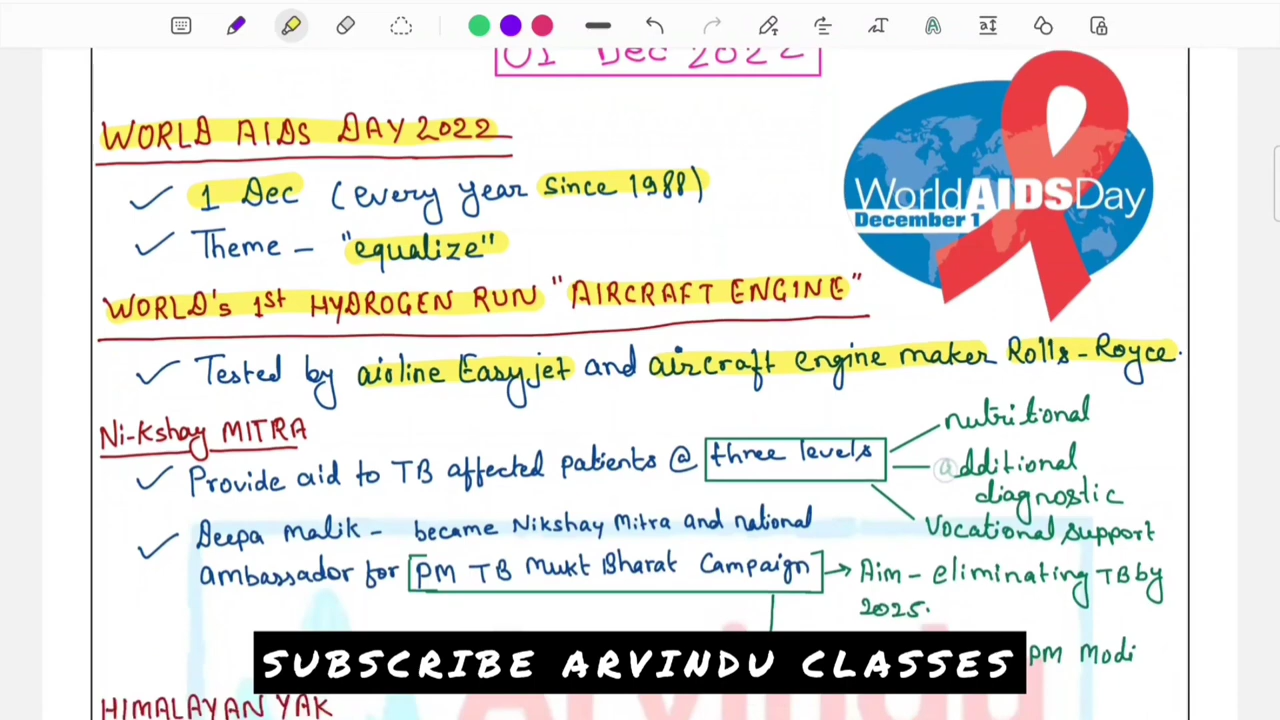 01 Dec 2022
WORLD AIDS DAY 2022
✓ 1 Dec (every year since 1988)
✓ Theme - "equalize"
World AIDS Day
December 1
WORLD's 1st HYDROGEN RUN "AIRCRAFT ENGINE"
✓ Tested by airline Easyjet and aircraft engine maker Rolls-Royce.
Ni-kshay MITRA
✓ Provide aid to TB affected patients @ three levels
nutritional
additional
diagnostic
Vocational support
✓ Deepa malik - became Nikshay Mitra and national
ambassador for PM TB Mukt Bharat Campaign → Aim - eliminating TB by
2025.
PM Modi
SUBSCRIBE ARVINDU CLASSES
HIMALAYAN YAK
Arvindu